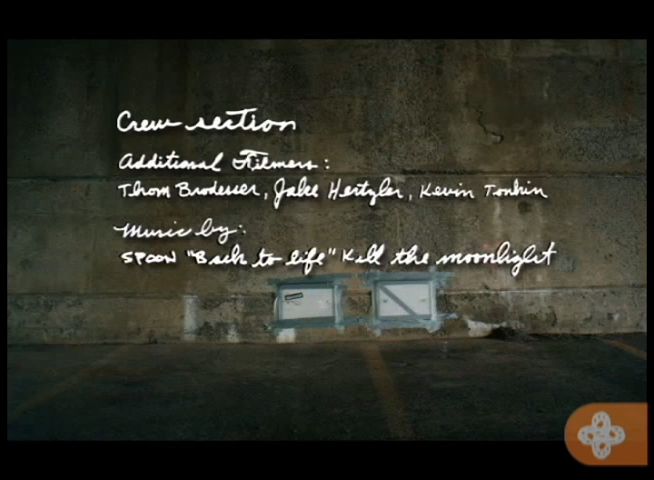 Crew section
Additional Filmers:
Thom Brodesser, Jake Hertzler, Kevin Tonkin
Music by:
SPOON "Back to life" Kill the moonlight